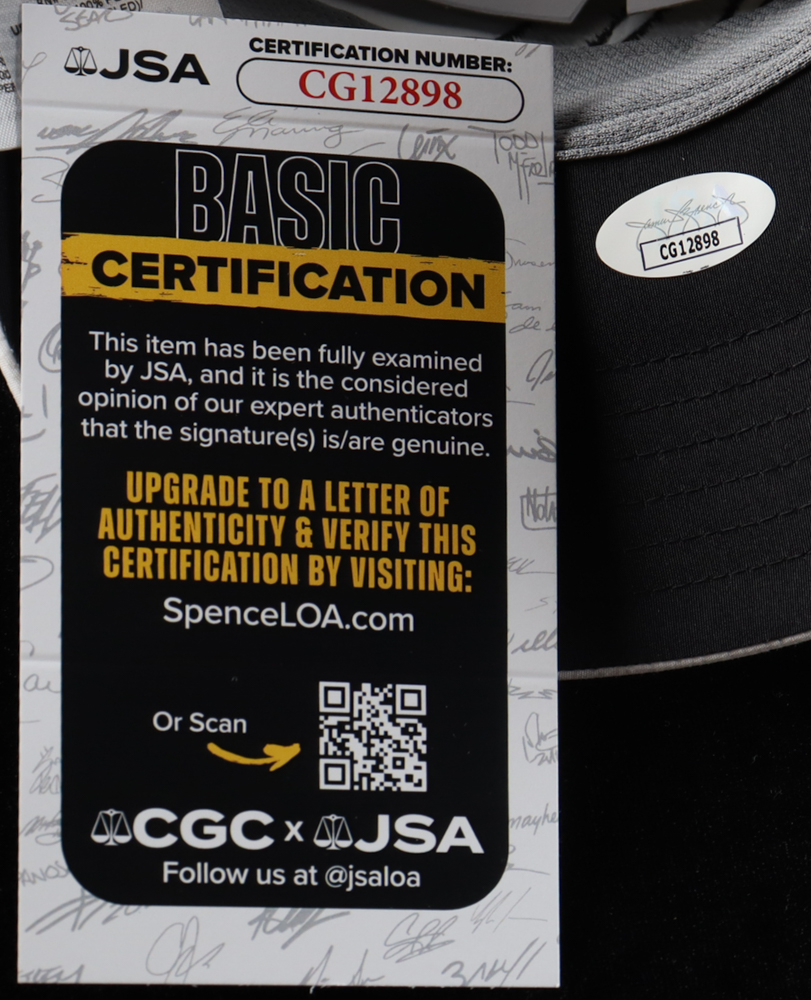 JSA
CERTIFICATION NUMBER:
CG12898
BASIC
CERTIFICATION
This item has been fully examined
by JSA, and it is the considered
opinion of our expert authenticators
that the signature(s) is/are genuine.
UPGRADE TO A LETTER OF
AUTHENTICITY & VERIFY THIS
CERTIFICATION BY VISITING:
SpenceLOA.com
Or Scan
CGC x JSA
Follow us at @jsaloa
CG12898